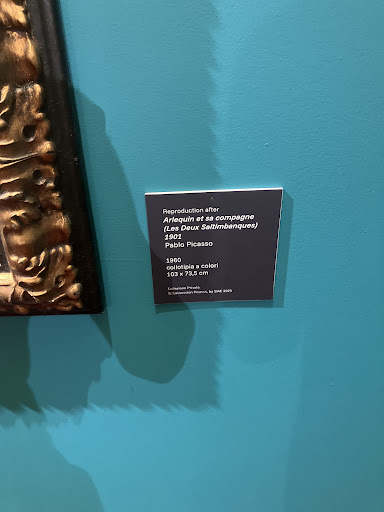 Reproduction after
Arlequin et sa compagne
(Les Deux Saltimbanques)
1901
Pablo Picasso
1960
collotipia a colori
103 x 73,5 cm
Collezione Privata
© Succession Picasso, by SIAE 2025